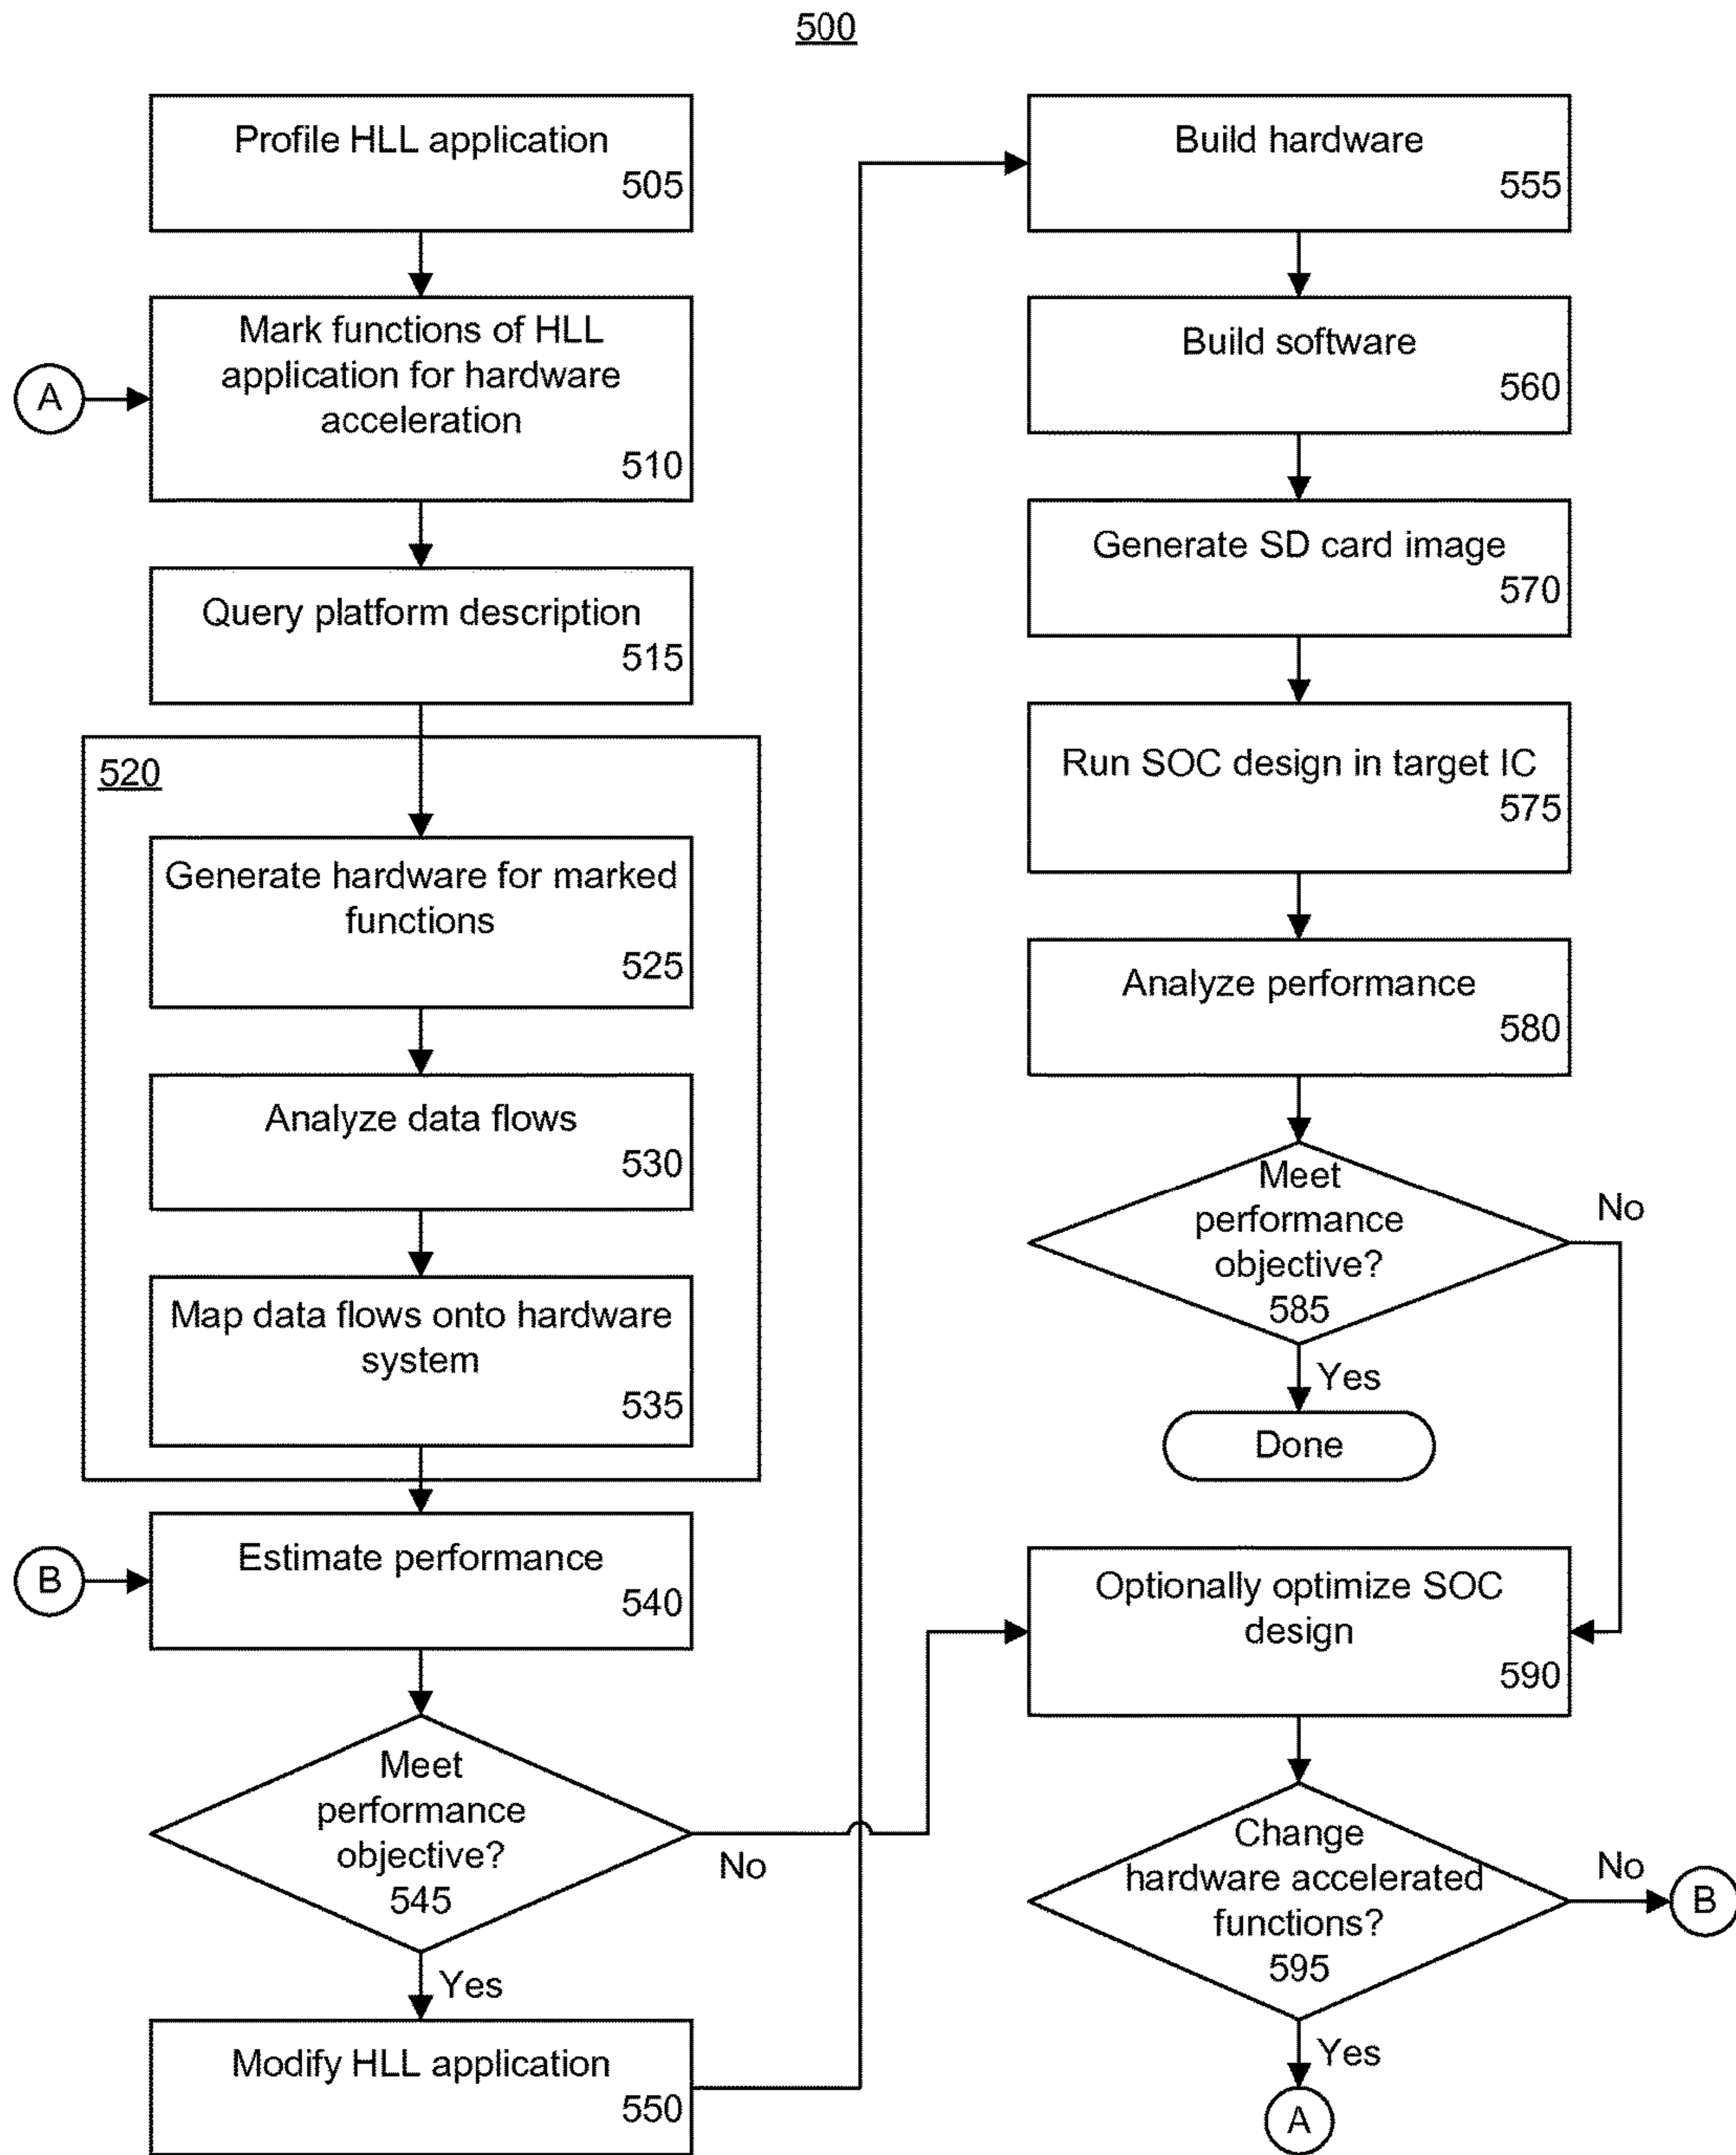 500
Profile HLL application
505
Mark functions of HLL
application for hardware
acceleration
510
A
Query platform description
515
520
Generate hardware for marked
functions
525
Analyze data flows
530
Map data flows onto hardware
system
535
Estimate performance
540
B
Meet
performance
objective?
545
No
Yes
Modify HLL application
550
Build hardware
555
Build software
560
Generate SD card image
570
Run SOC design in target IC
575
Analyze performance
580
Meet
performance
objective?
585
No
Yes
Done
Optionally optimize SOC
design
590
Change
hardware accelerated
functions?
595
No
B
Yes
A